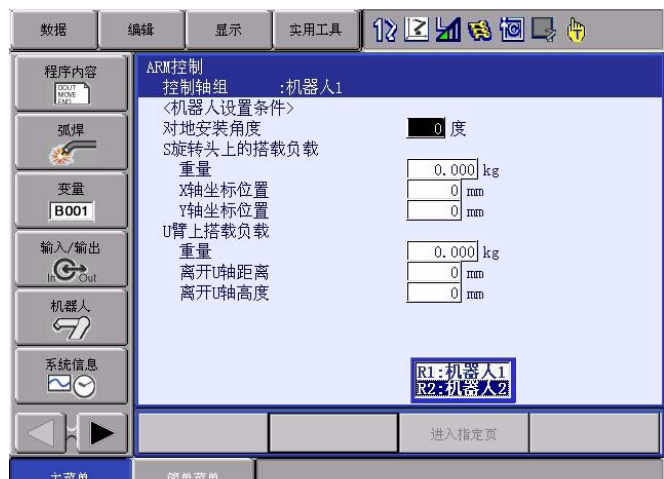 数据 编辑 显示 实用工具
程序内容
DOUT
MOVE
END
弧焊
变量
B001
输入/输出
In Out
机器人
系统信息
ARM控制
控制轴组 :机器人1
<机器人设置条件>
对地安装角度 0 度
S旋转头上的搭载负载
重量 0.000 kg
X轴坐标位置 0 mm
Y轴坐标位置 0 mm
U臂上搭载负载
重量 0.000 kg
离开U轴距离 0 mm
离开U轴高度 0 mm
R1:机器人1
R2:机器人2
进入指定页
主菜单 简单菜单